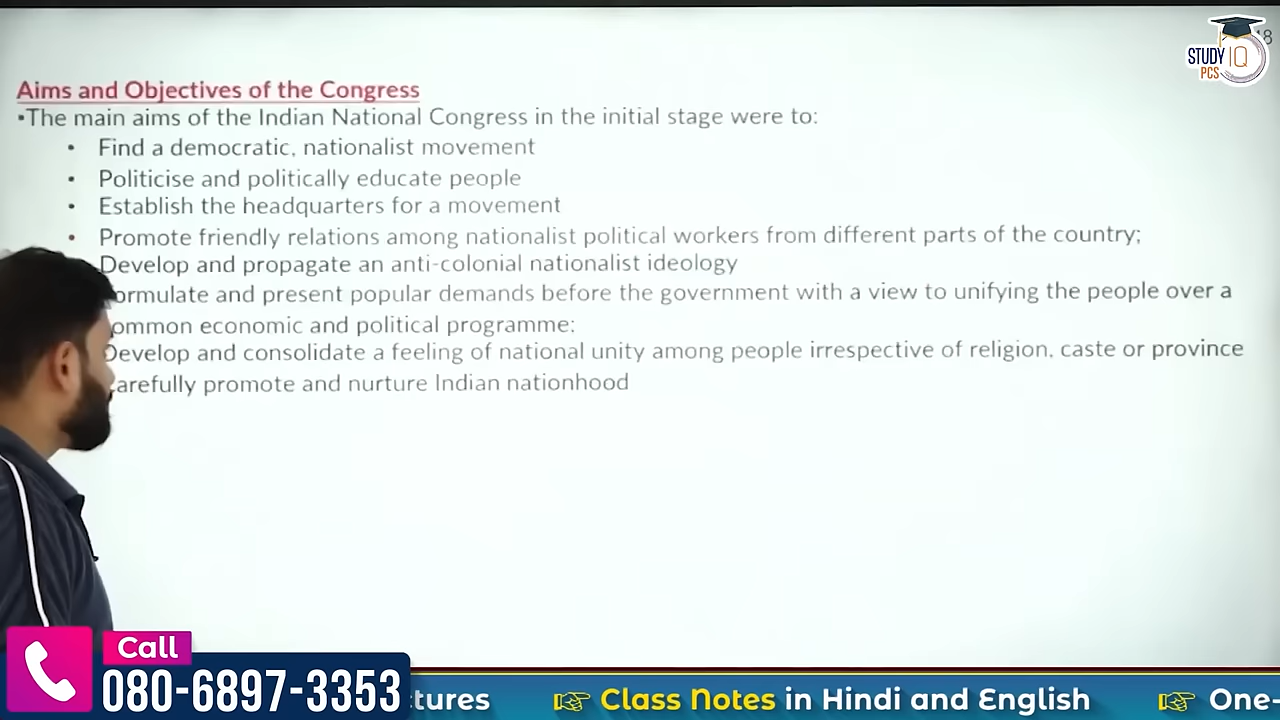 18
STUDY IQ
PCS
Aims and Objectives of the Congress
•The main aims of the Indian National Congress in the initial stage were to:
• Find a democratic, nationalist movement
• Politicise and politically educate people
• Establish the headquarters for a movement
• Promote friendly relations among nationalist political workers from different parts of the country;
Develop and propagate an anti-colonial nationalist ideology
ormulate and present popular demands before the government with a view to unifying the people over a
ommon economic and political programme:
Develop and consolidate a feeling of national unity among people irrespective of religion, caste or province
arefully promote and nurture Indian nationhood
Call
080-6897-3353
tures Class Notes in Hindi and English One-